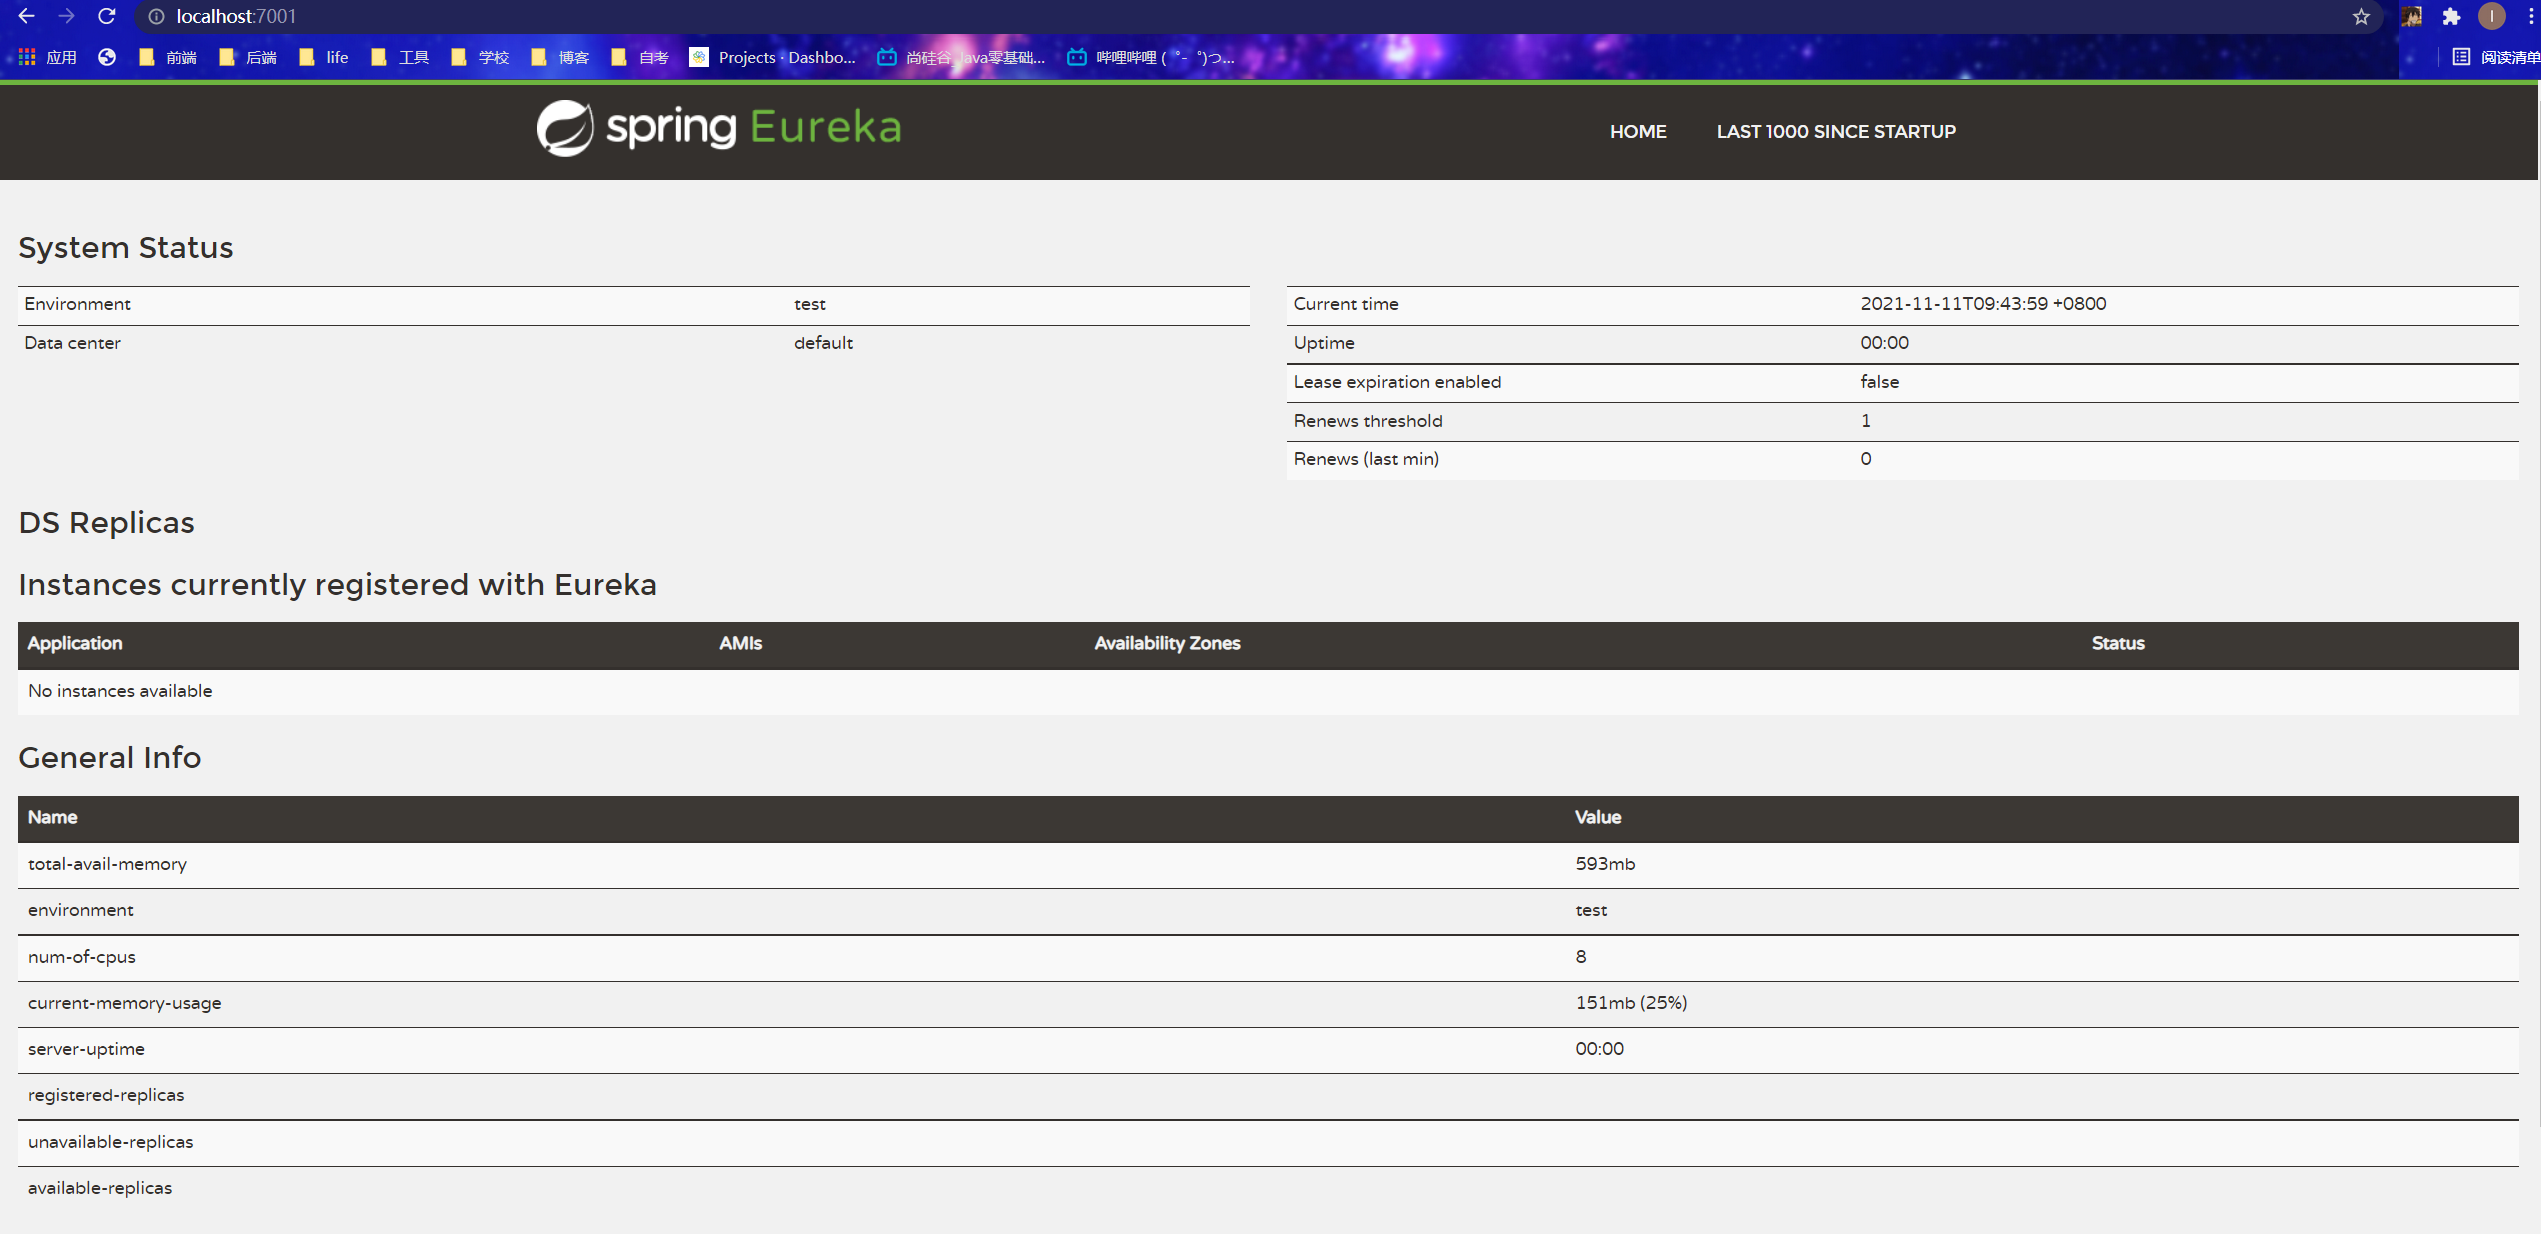 localhost:7001
应用 前端 后端 life 工具 学校 博客 自考 Projects · Dashbo... 尚硅谷_Java零基础... 哔哩哔哩 ( ゜- ゜)つ... 阅读清单
spring Eureka HOME LAST 1000 SINCE STARTUP
System Status
Environment test
Data center default
Current time 2021-11-11T09:43:59 +0800
Uptime 00:00
Lease expiration enabled false
Renews threshold 1
Renews (last min) 0
DS Replicas
Instances currently registered with Eureka
Application AMIs Availability Zones Status
No instances available
General Info
Name Value
total-avail-memory 593mb
environment test
num-of-cpus 8
current-memory-usage 151mb (25%)
server-uptime 00:00
registered-replicas
unavailable-replicas
available-replicas